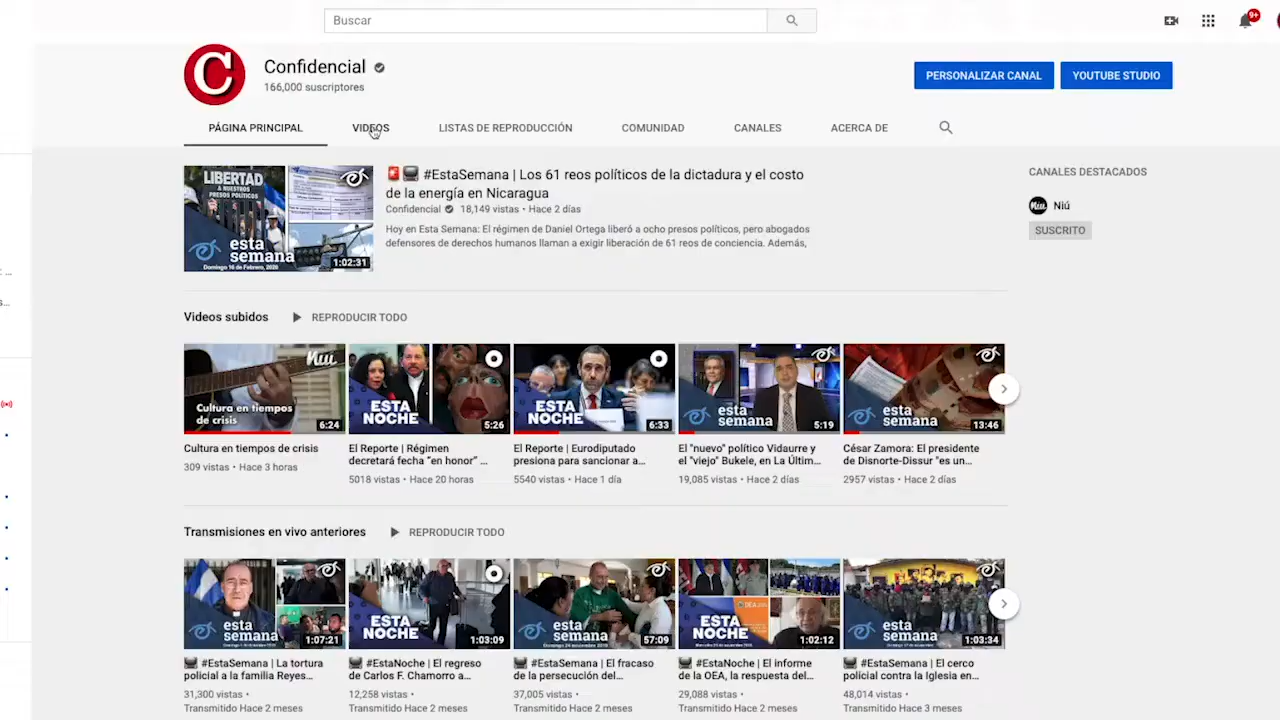 Buscar
9+
C
Confidencial
166,000 suscriptores
PERSONALIZAR CANAL
YOUTUBE STUDIO
PÁGINA PRINCIPAL
VIDEOS
LISTAS DE REPRODUCCIÓN
COMUNIDAD
CANALES
ACERCA DE
LIBERTAD
esta
semana
Domingo 16 de Febrero, 2020
1:02:31
#EstaSemana | Los 61 reos políticos de la dictadura y el costo
de la energía en Nicaragua
Confidencial 18,149 vistas • Hace 2 días
Hoy en Esta Semana: El régimen de Daniel Ortega liberó a ocho presos políticos, pero abogados
defensores de derechos humanos llaman a exigir liberación de 61 reos de conciencia. Además,
CANALES DESTACADOS
Niú
SUSCRITO
Videos subidos
REPRODUCIR TODO
Niu
Cultura en tiempos
de crisis
6:24
Cultura en tiempos de crisis
309 vistas • Hace 3 horas
ESTA
NOCHE
5:26
El Reporte | Régimen
decretará fecha “en honor” ...
5018 vistas • Hace 20 horas
ESTA
NOCHE
6:33
El Reporte | Eurodiputado
presiona para sancionar a...
5540 vistas • Hace 1 día
esta
semana
5:19
El "nuevo" político Vidaurre y
el "viejo" Bukele, en La Últim...
19,085 vistas • Hace 2 días
esta
semana
13:46
César Zamora: El presidente
de Disnorte-Dissur "es un...
2957 vistas • Hace 2 días
Transmisiones en vivo anteriores
REPRODUCIR TODO
esta
semana
1:07:21
#EstaSemana | La tortura
policial a la familia Reyes...
31,300 vistas •
Transmitido Hace 2 meses
ESTA
NOCHE
1:03:09
#EstaNoche | El regreso
de Carlos F. Chamorro a...
12,258 vistas •
Transmitido Hace 2 meses
esta
semana
57:09
#EstaSemana | El fracaso
de la persecución del...
37,005 vistas •
Transmitido Hace 2 meses
OEA
ESTA
NOCHE
1:02:12
#EstaNoche | El informe
de la OEA, la respuesta del...
29,088 vistas •
Transmitido Hace 2 meses
esta
semana
1:03:34
#EstaSemana | El cerco
policial contra la Iglesia en...
48,014 vistas •
Transmitido Hace 3 meses